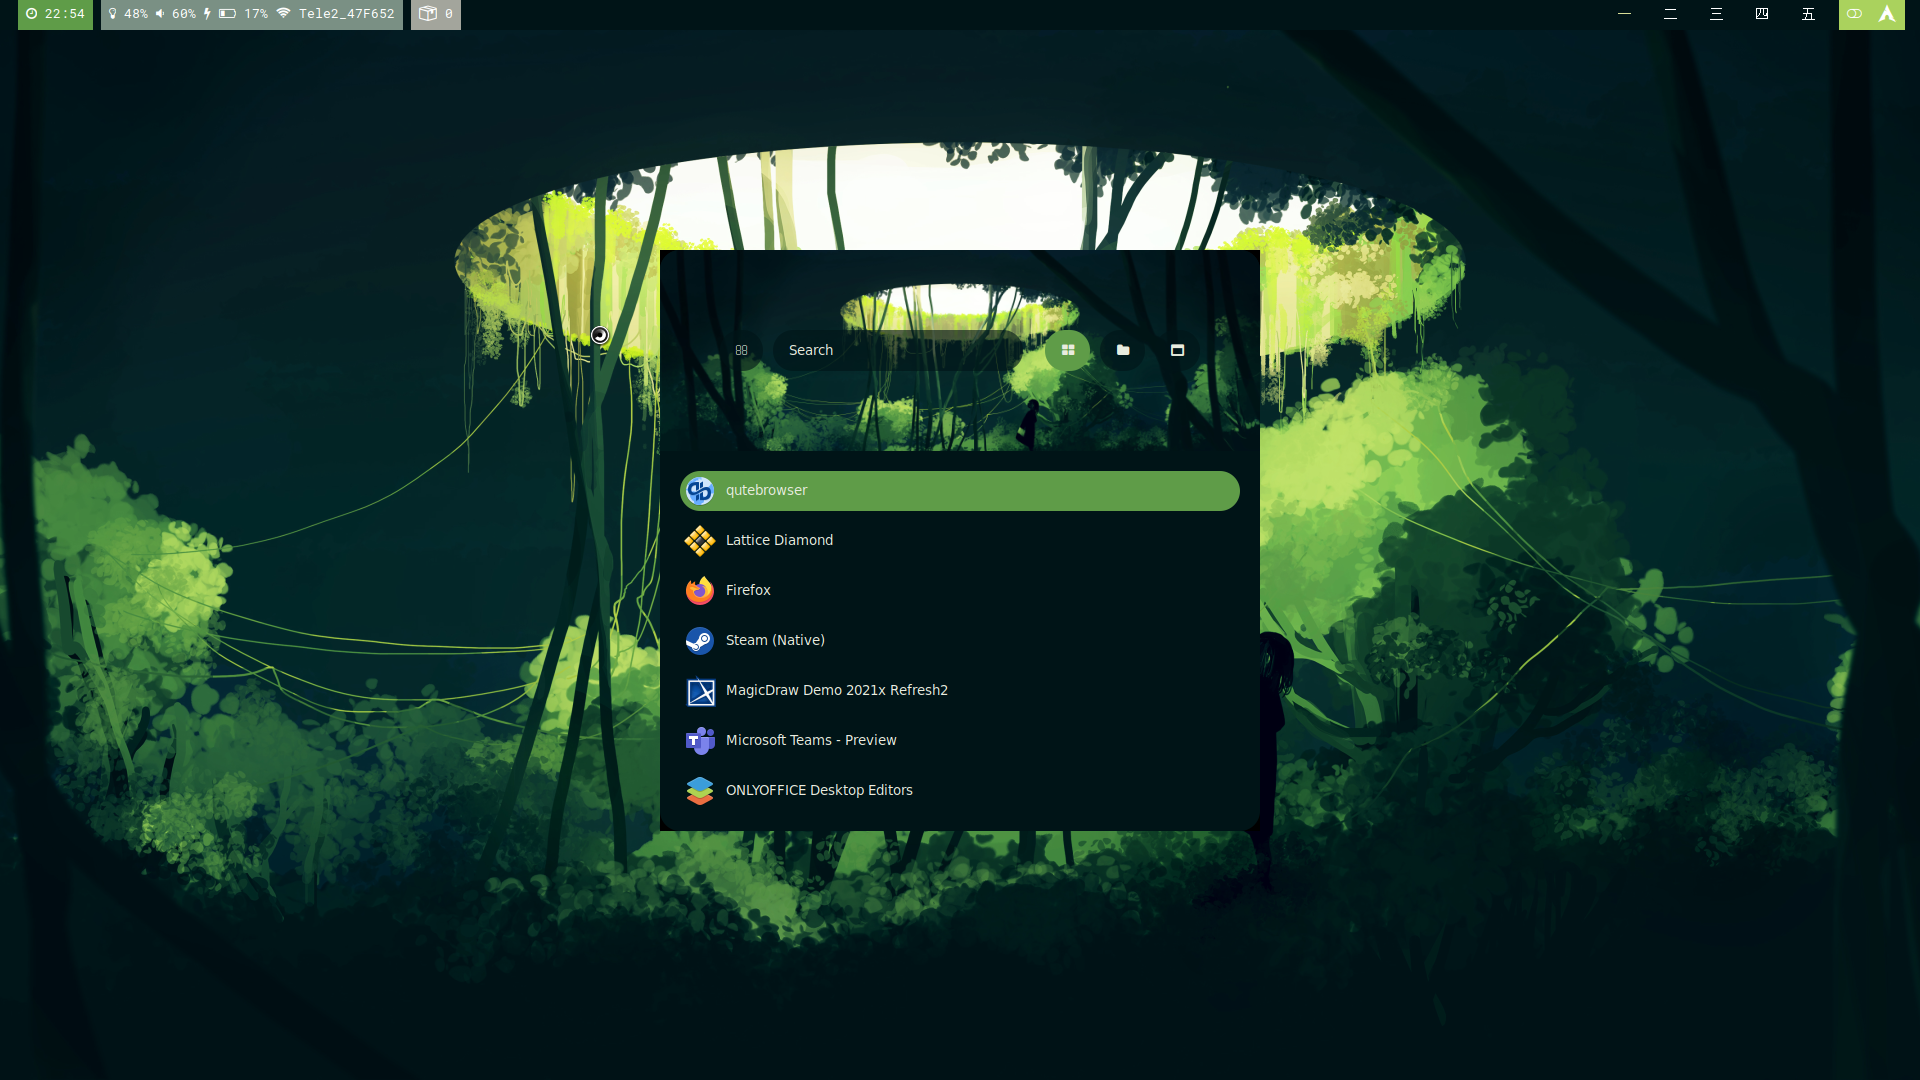 22:54 48% 60% 17% Tele2_47F652 0 一 二 三 四 五
Search
qutebrowser
Lattice Diamond
Firefox
Steam (Native)
MagicDraw Demo 2021x Refresh2
Microsoft Teams - Preview
ONLYOFFICE Desktop Editors